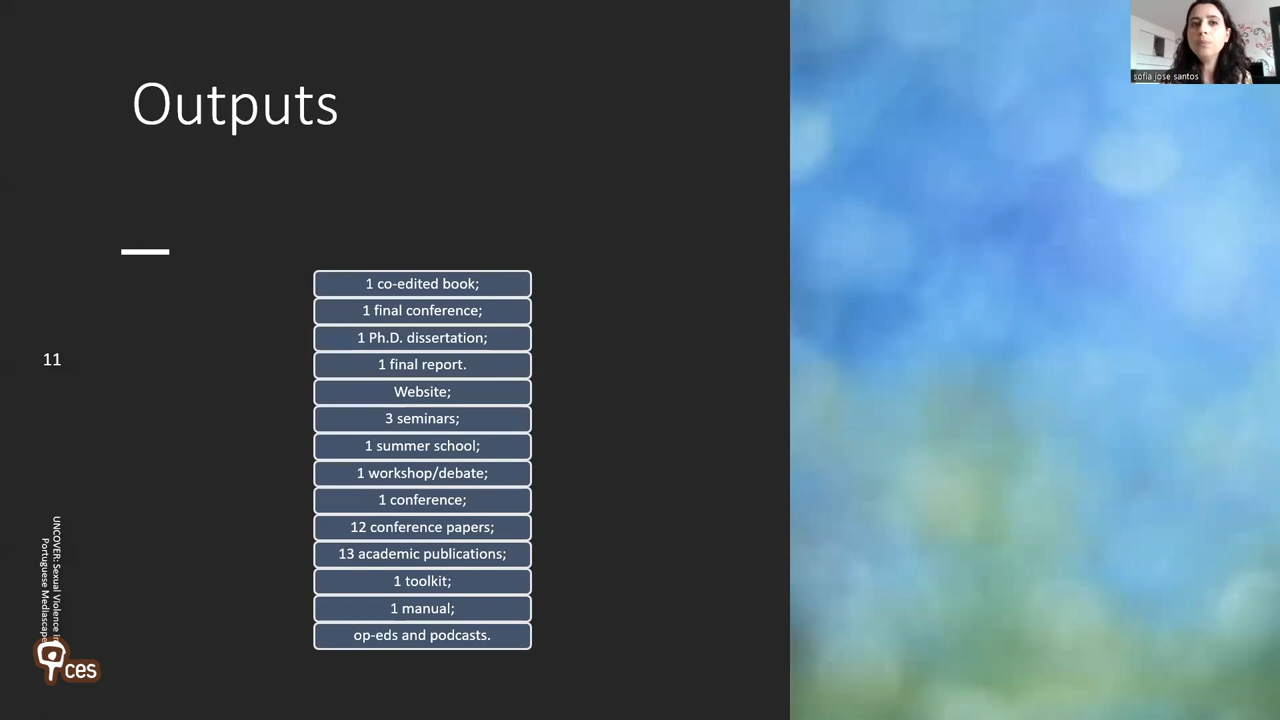 Outputs
sofia jose santos
1 co-edited book;
1 final conference;
1 Ph.D. dissertation;
1 final report.
Website;
3 seminars;
1 summer school;
1 workshop/debate;
1 conference;
12 conference papers;
13 academic publications;
1 toolkit;
1 manual;
op-eds and podcasts.
11
UNCOVER: Sexual Violence in
Portuguese Mediascape
ces